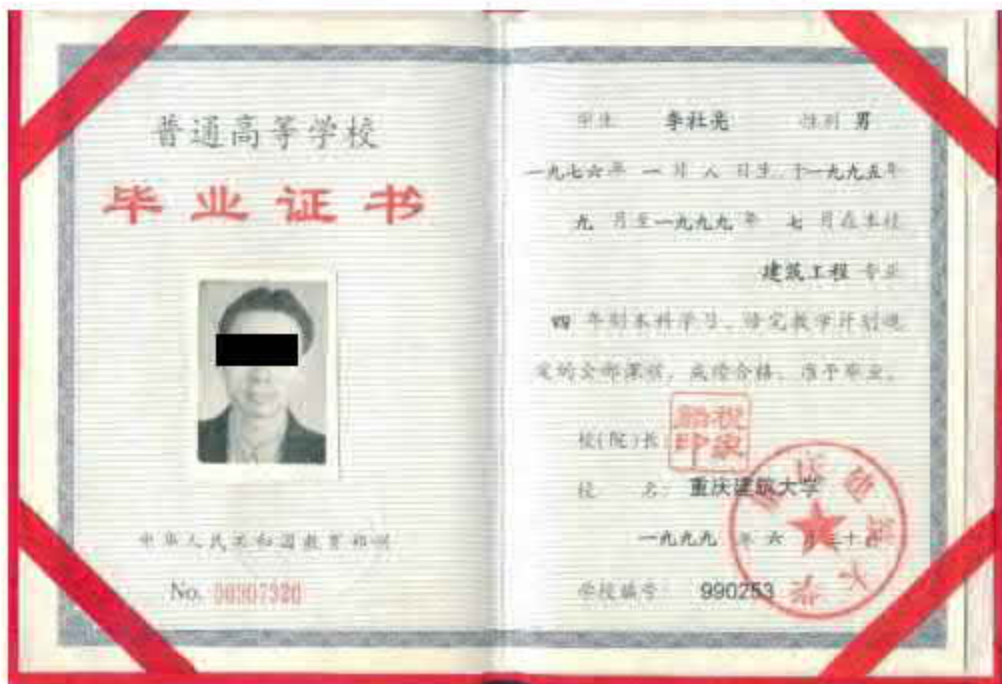 普通高等学校
毕业证书
中华人民共和国教育部制
No. 00307320
学生 李社亮 性别 男
一九七六年 一 月 八 日生,于一九九五年
九 月至一九九九 年 七 月在本校
建筑工程 专业
四 年制本科学习,修完教学计划规
定的全部课程,成绩合格,准予毕业。
校(院)长:
校 名: 重庆建筑大学
一九九九 年 六 月三十日
学校编号: 990253